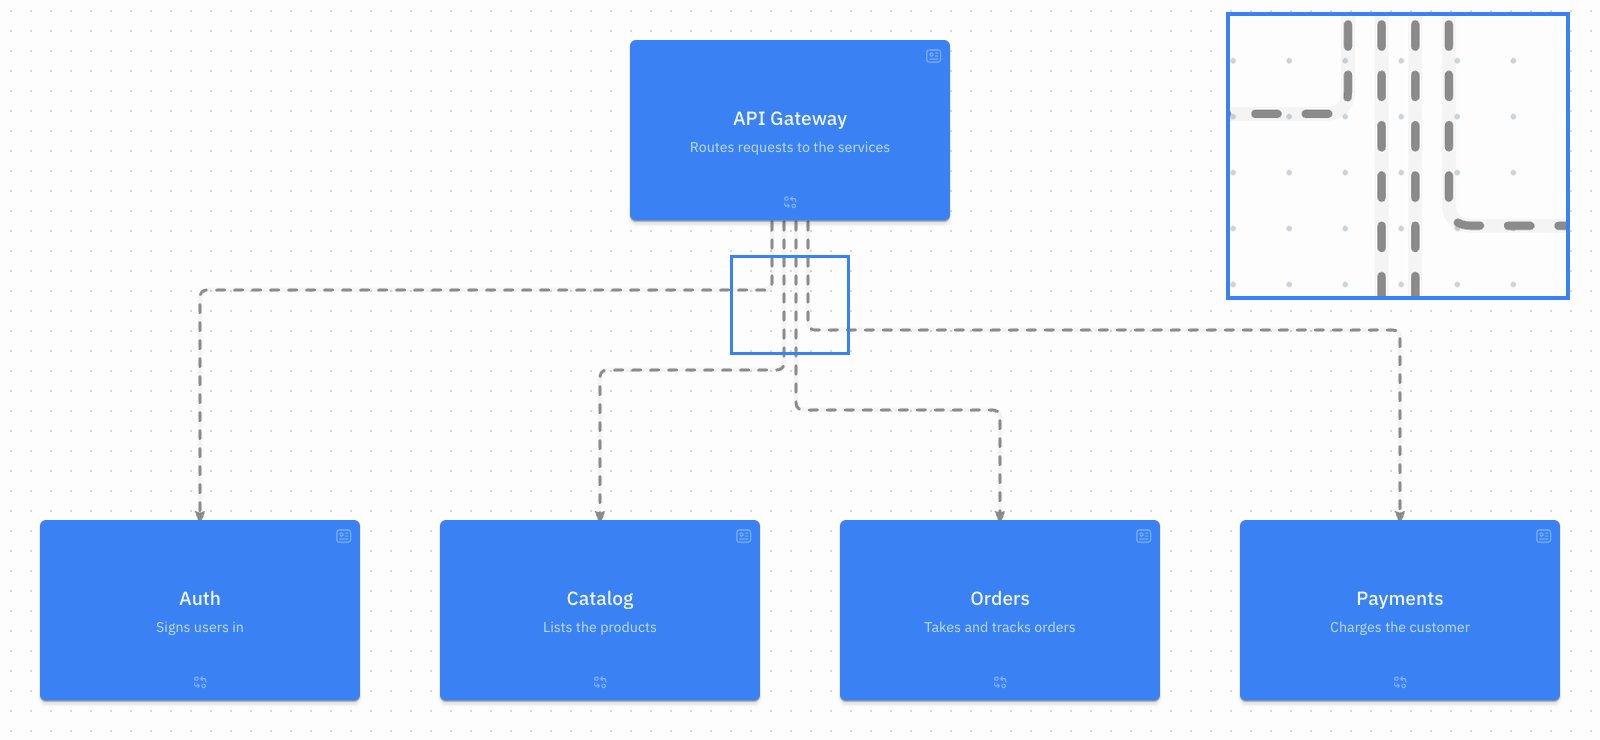 API Gateway
Routes requests to the services
Auth
Signs users in
Catalog
Lists the products
Orders
Takes and tracks orders
Payments
Charges the customer